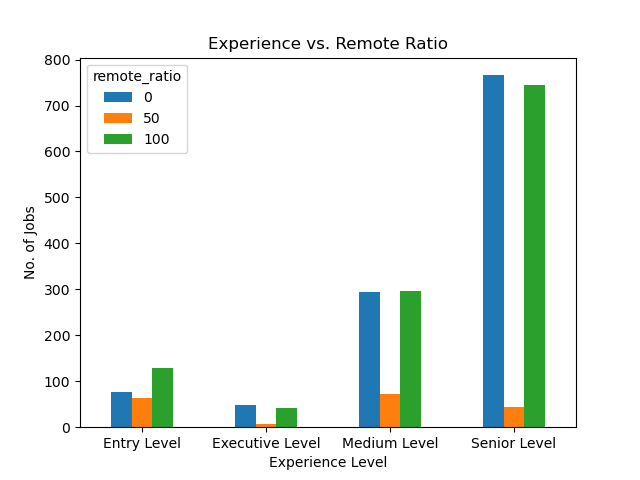 Experience vs. Remote Ratio
remote_ratio
0
50
100
800
700
600
500
400
300
200
100
0
No. of Jobs
Entry Level
Executive Level
Medium Level
Senior Level
Experience Level